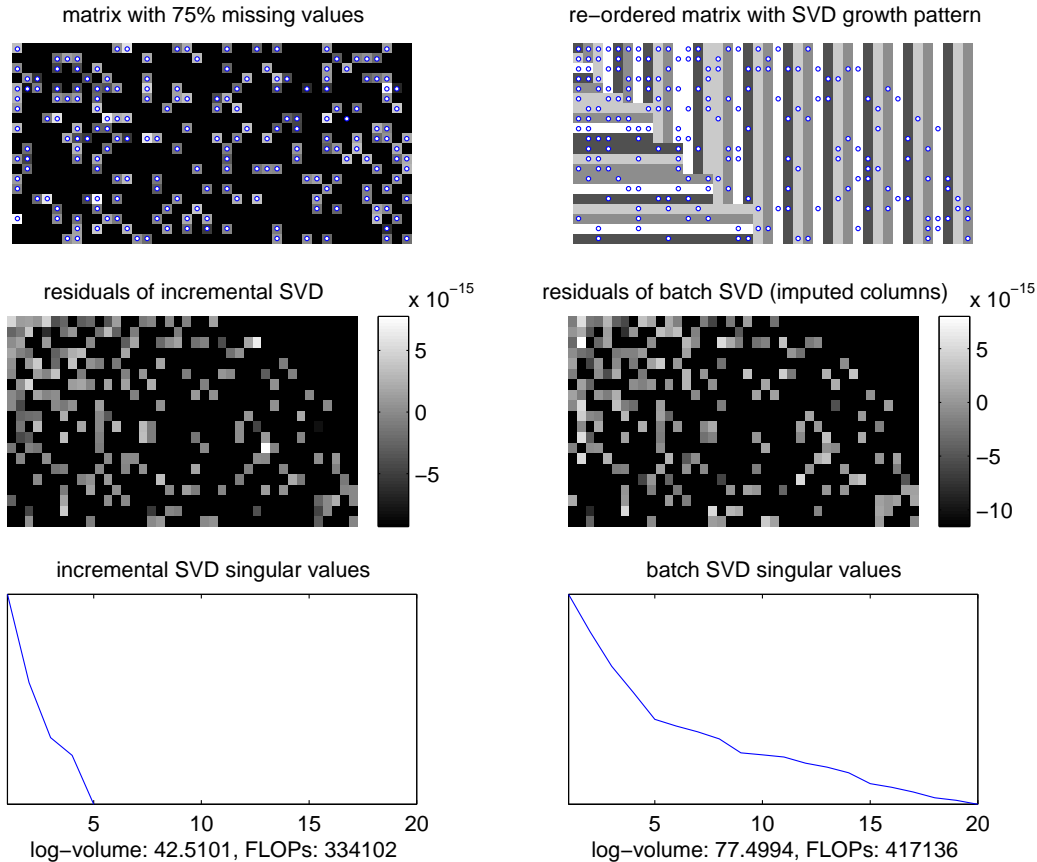 matrix with 75% missing values
re−ordered matrix with SVD growth pattern
residuals of incremental SVD
x 10−15
5
0
−5
residuals of batch SVD (imputed columns)
x 10−15
5
0
−5
−10
incremental SVD singular values
5
10
15
20
log−volume: 42.5101, FLOPs: 334102
batch SVD singular values
5
10
15
20
log−volume: 77.4994, FLOPs: 417136